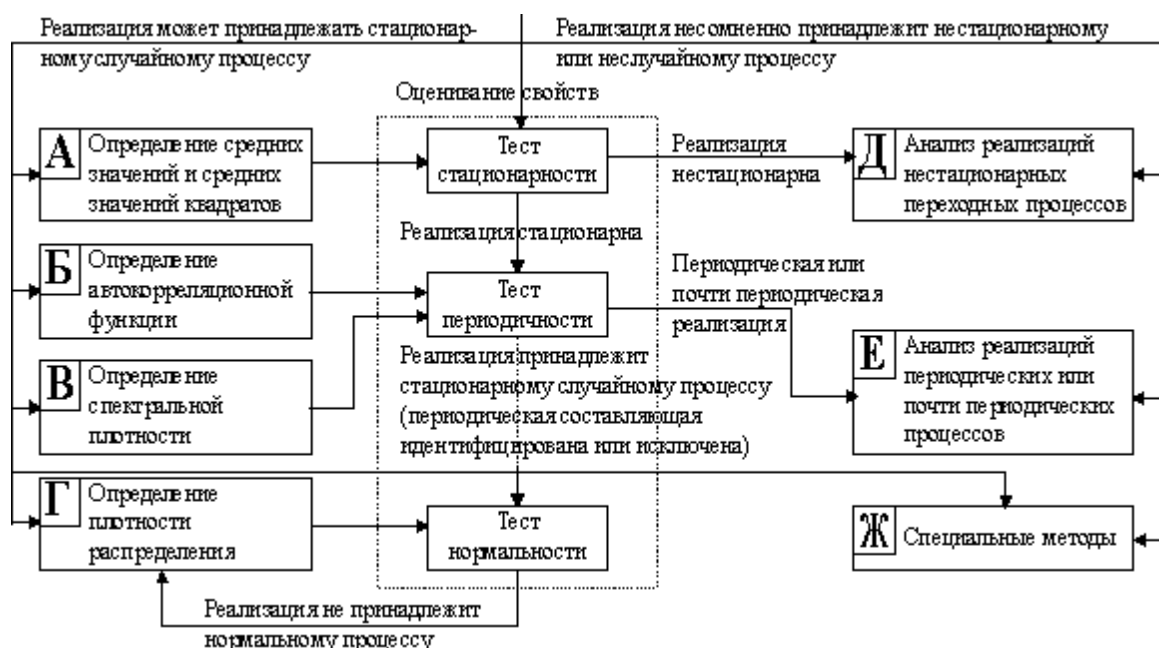 Реализация может принадлежать стационар-
ному случайному процессу
Реализация несомненно принадлежит нестационарному
или неслучайному процессу
Оценивание свойств
А
Определение средних
значений и средних
значений квадратов
Тест
стационарности
Реализация
нестационарна
Д
Анализ реализаций
нестационарных
переходных процессов
Реализация стационарна
Б
Определение
автокорреляционной
функции
Тест
периодичности
Периодическая или
почти периодическая
реализация
В
Определение
спектральной
плотности
Реализация принадлежит
стационарному случайному процессу
(периодическая составляющая
идентифицирована или исключена)
Е
Анализ реализаций
периодических или
почти периодических
процессов
Г
Определение
плотности
распределения
Тест
нормальности
Ж
Специальные методы
Реализация не принадлежит
нормальному процессу